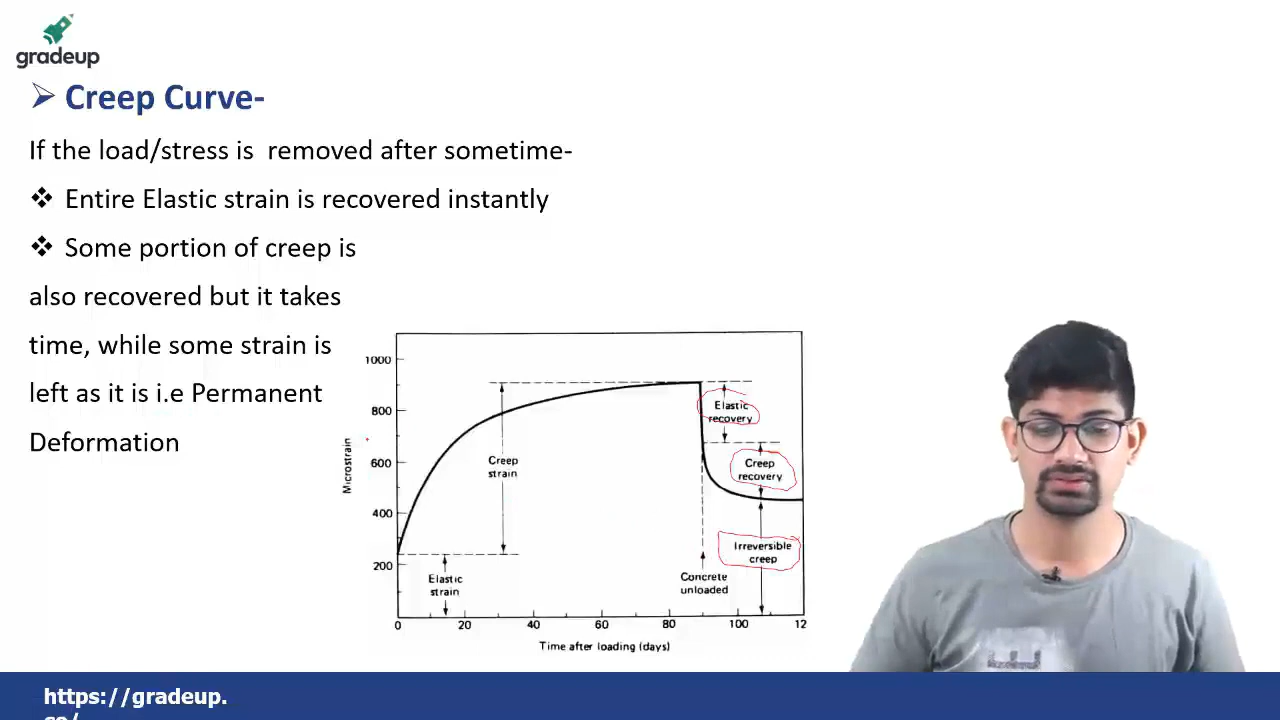 gradeup
Creep Curve-
If the load/stress is removed after sometime-
Entire Elastic strain is recovered instantly
Some portion of creep is
also recovered but it takes
time, while some strain is
left as it is i.e Permanent
Deformation
1000
800
600
400
200
Microstrain
Creep
strain
Elastic
strain
Elastic
recovery
Creep
recovery
Irreversible
creep
Concrete
unloaded
0 20 40 60 80 100 12
Time after loading (days)
https://gradeup.
co/